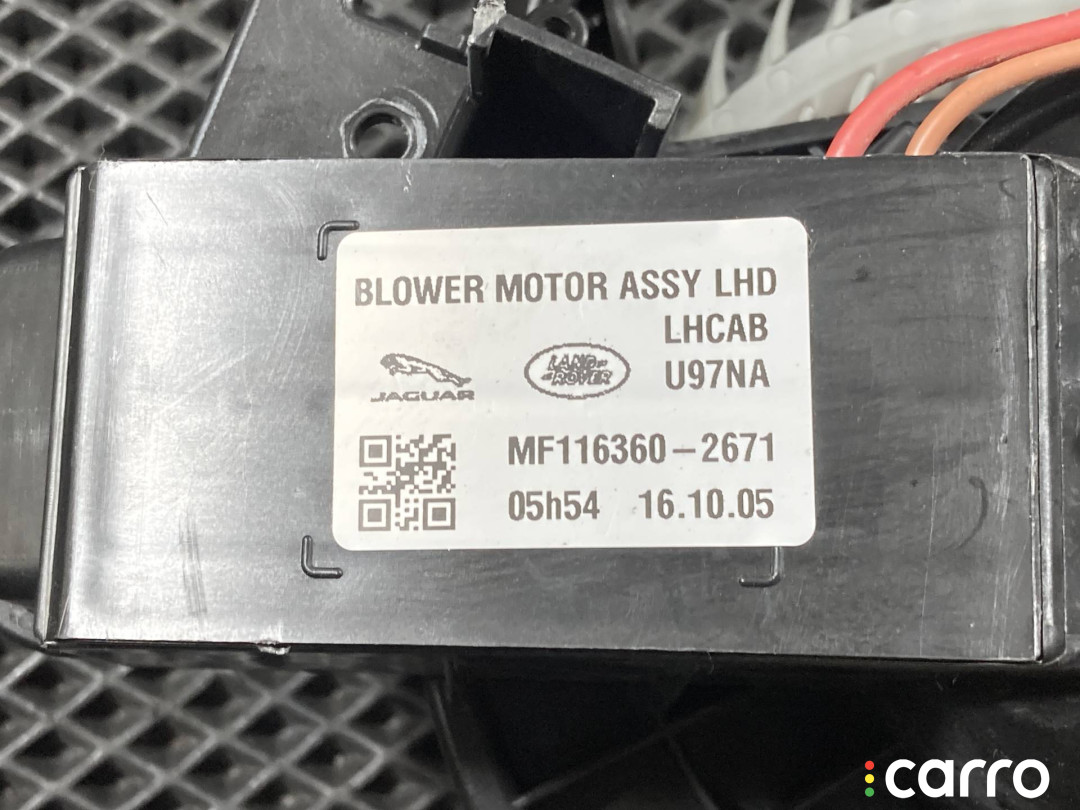 BLOWER MOTOR ASSY LHD
LHCAB
JAGUAR
LAND ROVER
U97NA
MF116360-2671
05h54 16.10.05
carro